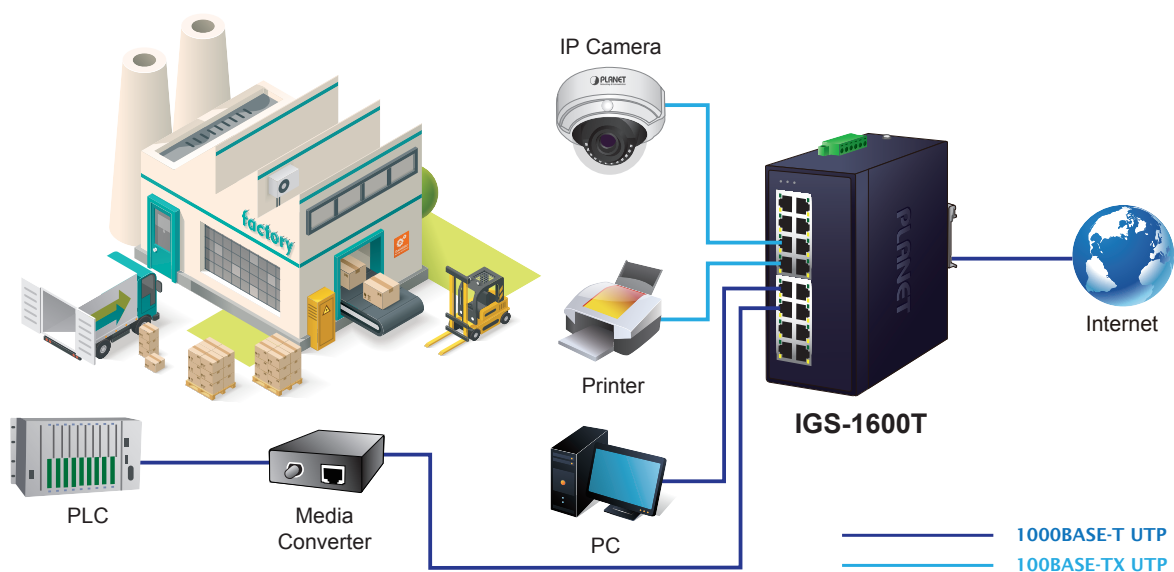 IP Camera
PLANET
factory
PLANET
Internet
Printer
IGS-1600T
PLC
Media
Converter
PC
1000BASE-T UTP
100BASE-TX UTP